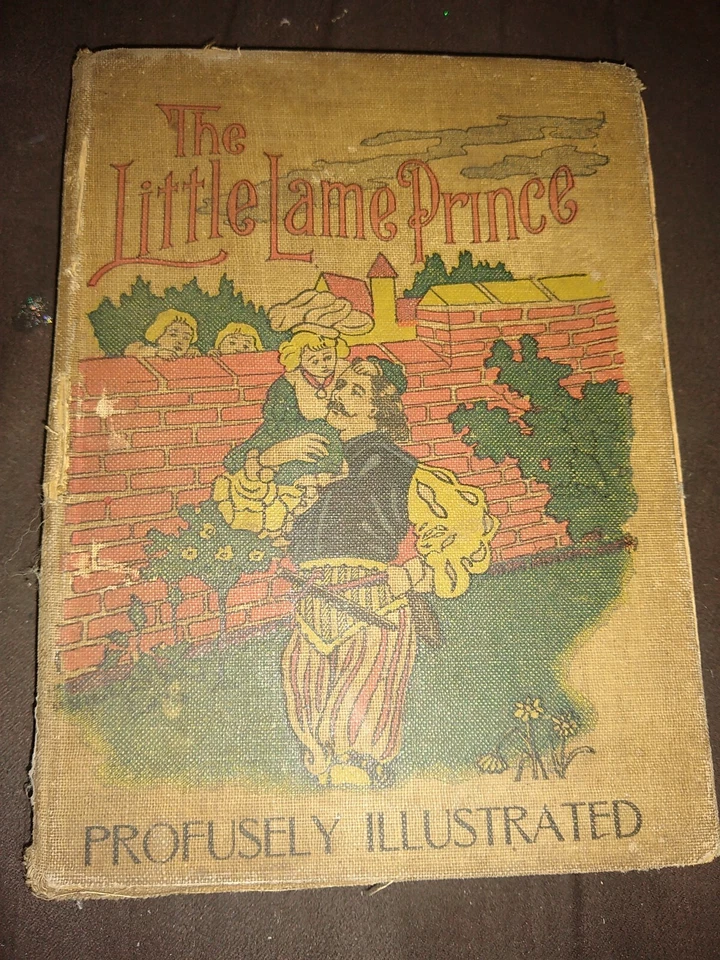 The
Little Lame Prince
PROFUSELY ILLUSTRATED